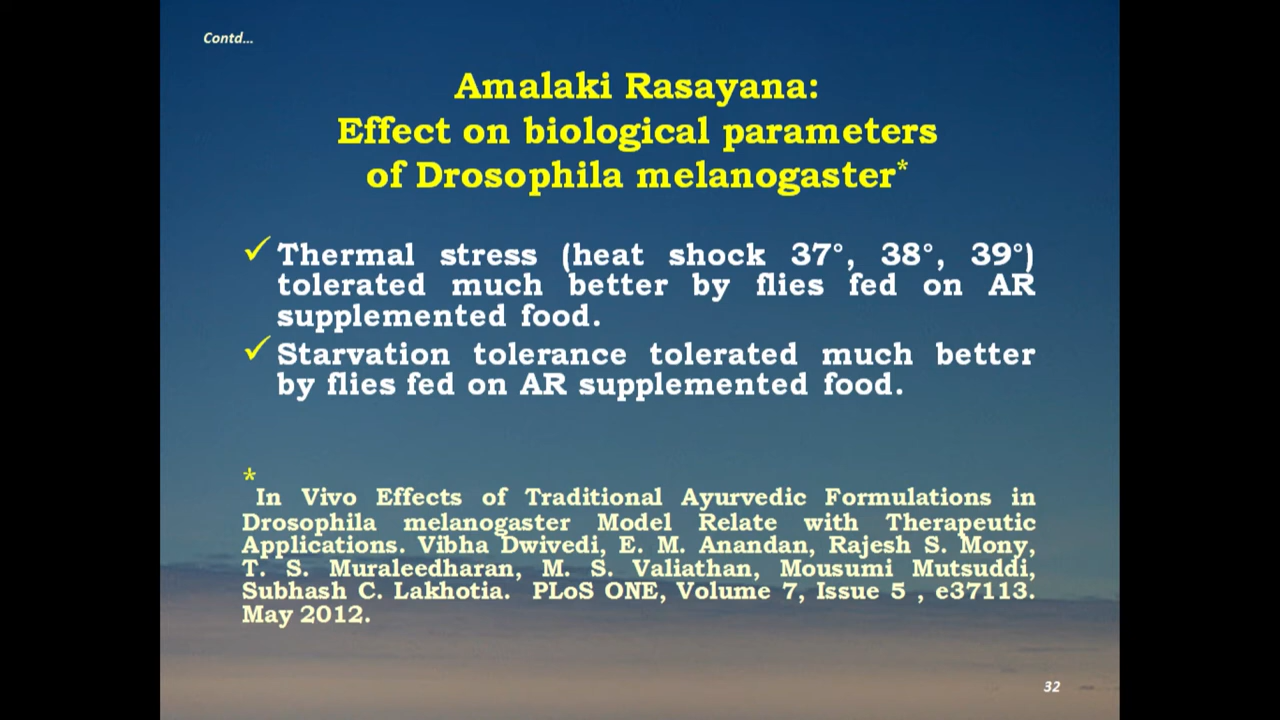 Contd...
Amalaki Rasayana:
Effect on biological parameters
of Drosophila melanogaster*
✓ Thermal stress (heat shock 37°, 38°, 39°)
tolerated much better by flies fed on AR
supplemented food.
✓ Starvation tolerance tolerated much better
by flies fed on AR supplemented food.
*
In Vivo Effects of Traditional Ayurvedic Formulations in
Drosophila melanogaster Model Relate with Therapeutic
Applications. Vibha Dwivedi, E. M. Anandan, Rajesh S. Mony,
T. S. Muraleedharan, M. S. Valiathan, Mousumi Mutsuddi,
Subhash C. Lakhotia. PLoS ONE, Volume 7, Issue 5 , e37113.
May 2012.
32